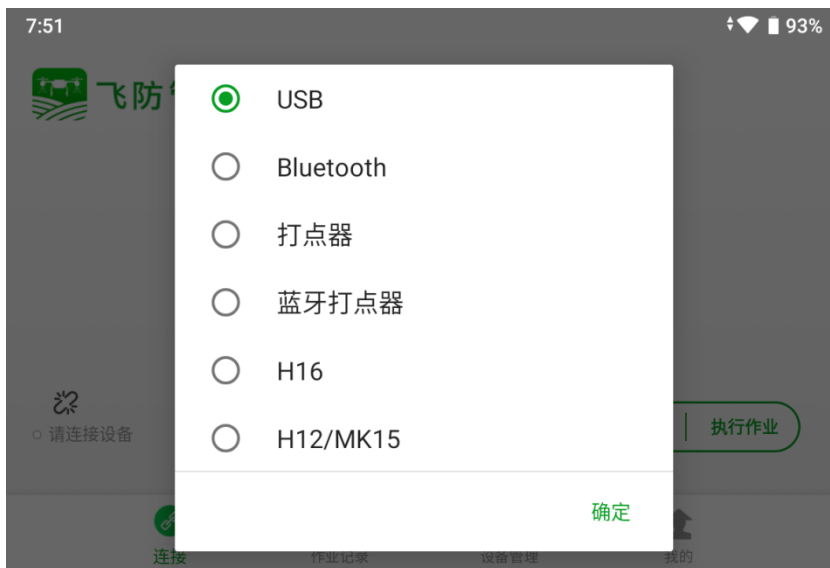 7:51
93%
飞防
USB
Bluetooth
打点器
蓝牙打点器
H16
H12/MK15
请连接设备
执行作业
确定
连接
作业记录
设备管理
我的